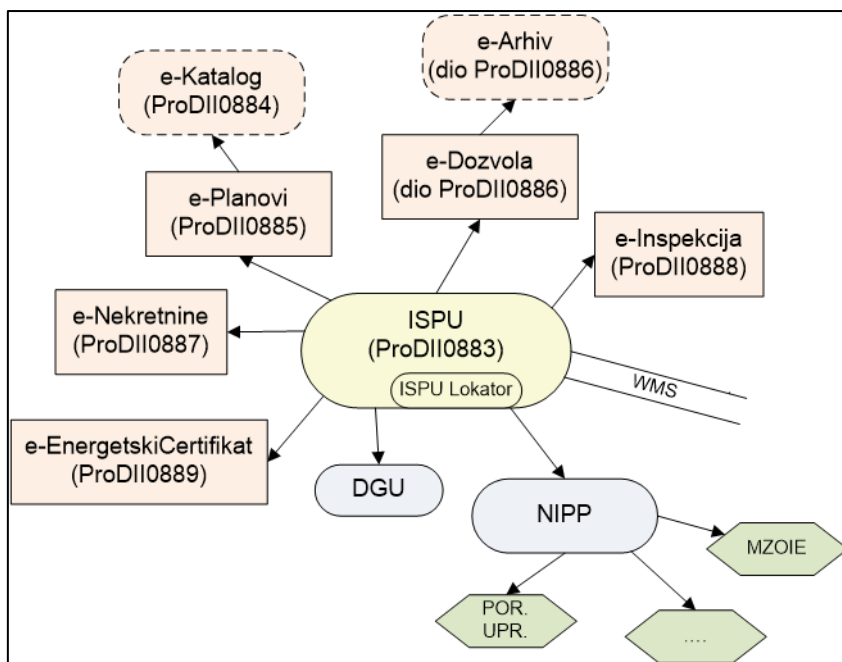 e-Katalog
(ProDII0884)
e-Arhiv
(dio ProDII0886)
e-Planovi
(ProDII0885)
e-Dozvola
(dio ProDII0886)
e-Inspekcija
(ProDII0888)
e-Nekretnine
(ProDII0887)
ISPU
(ProDII0883)
ISPU Lokator
WMS
e-EnergetskiCertifikat
(ProDII0889)
DGU
NIPP
MZOIE
POR.
UPR.
....